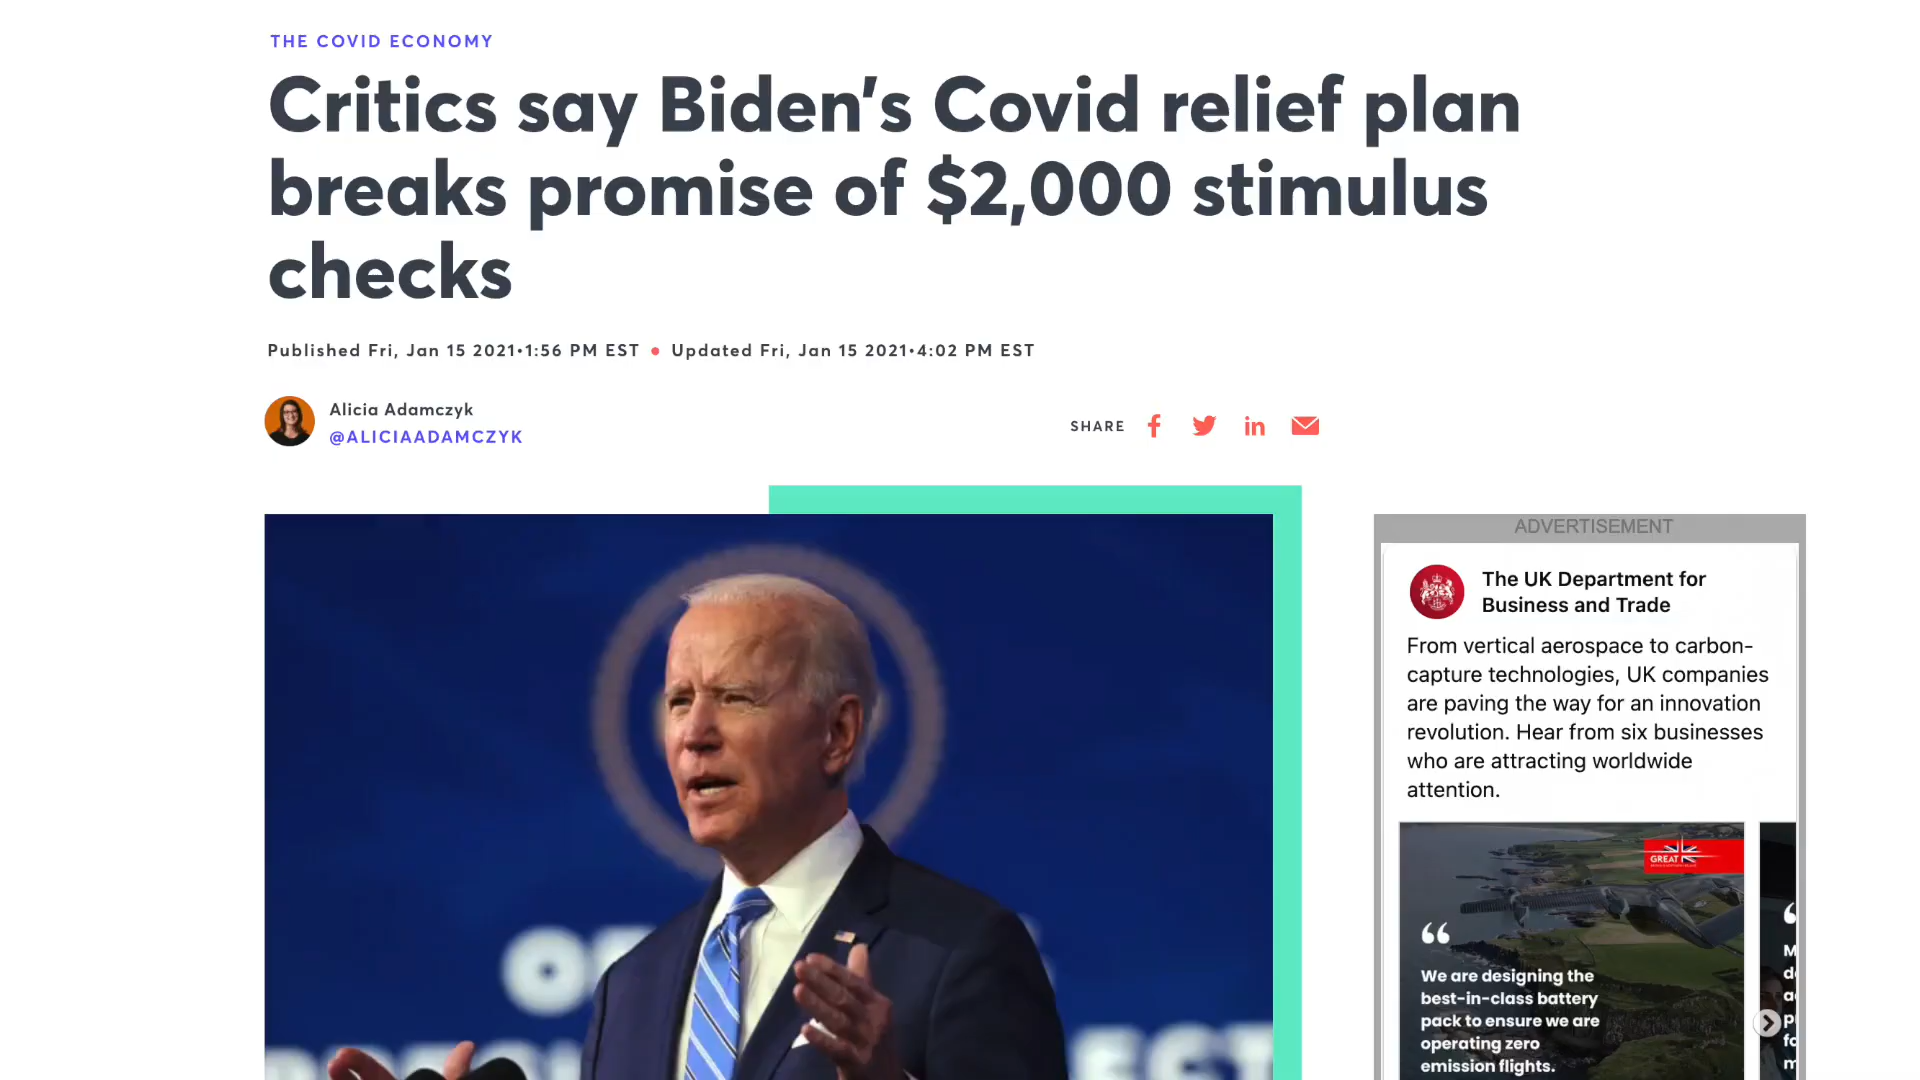 THE COVID ECONOMY
Critics say Biden's Covid relief plan
breaks promise of $2,000 stimulus
checks
Published Fri, Jan 15 2021•1:56 PM EST • Updated Fri, Jan 15 2021•4:02 PM EST
Alicia Adamczyk
@ALICIAADAMCZYK
SHARE
ADVERTISEMENT
The UK Department for
Business and Trade
From vertical aerospace to carbon-
capture technologies, UK companies
are paving the way for an innovation
revolution. Hear from six businesses
who are attracting worldwide
attention.
GREAT
“
We are designing the
best-in-class battery
pack to ensure we are
operating zero
emission flights.